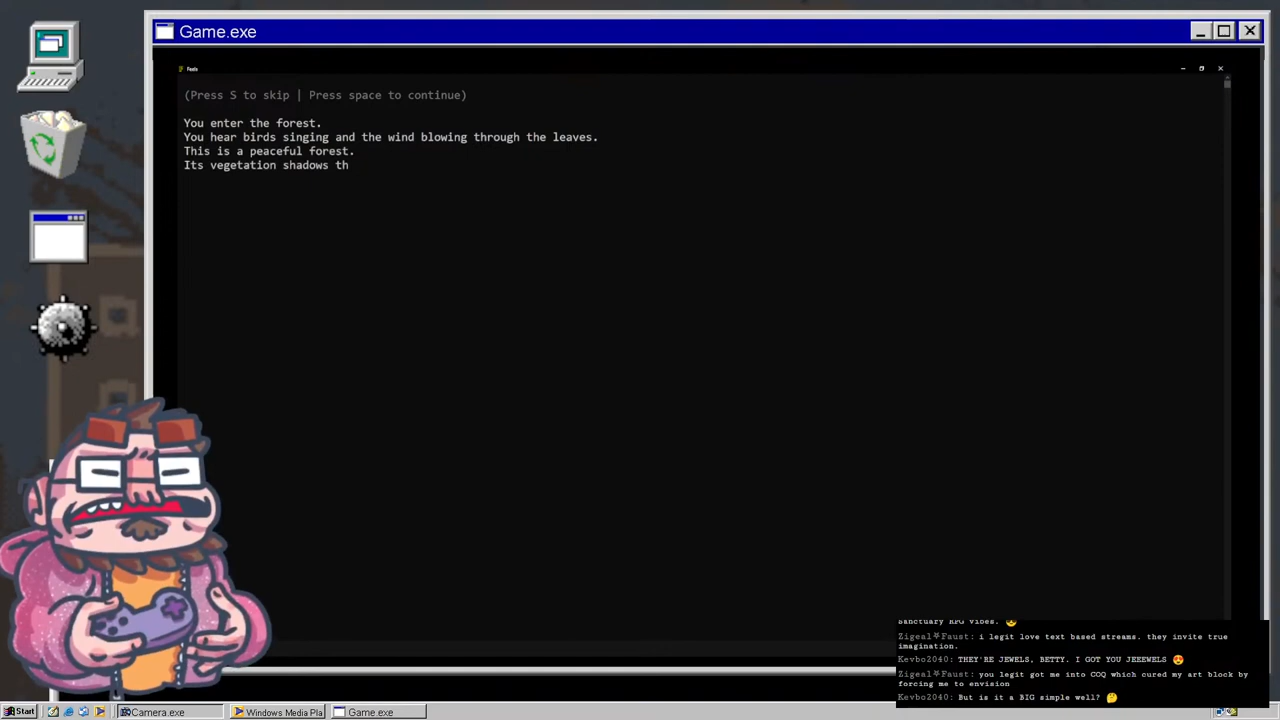 Game.exe
Feels
(Press S to skip | Press space to continue)
You enter the forest.
You hear birds singing and the wind blowing through the leaves.
This is a peaceful forest.
Its vegetation shadows th
Sanctuary RPG vibes. 😎
Zigeal⛧Faust: i legit love text based streams. they invite true
imagination.
Kevbo2040: THEY'RE JEWELS, BETTY. I GOT YOU JEEEWELS 😍
Zigeal⛧Faust: you legit got me into COQ which cured my art block by
forcing me to envision
Kevbo2040: But is it a BIG simple well? 🤔
Start
Camera.exe
Windows Media Pla
Game.exe